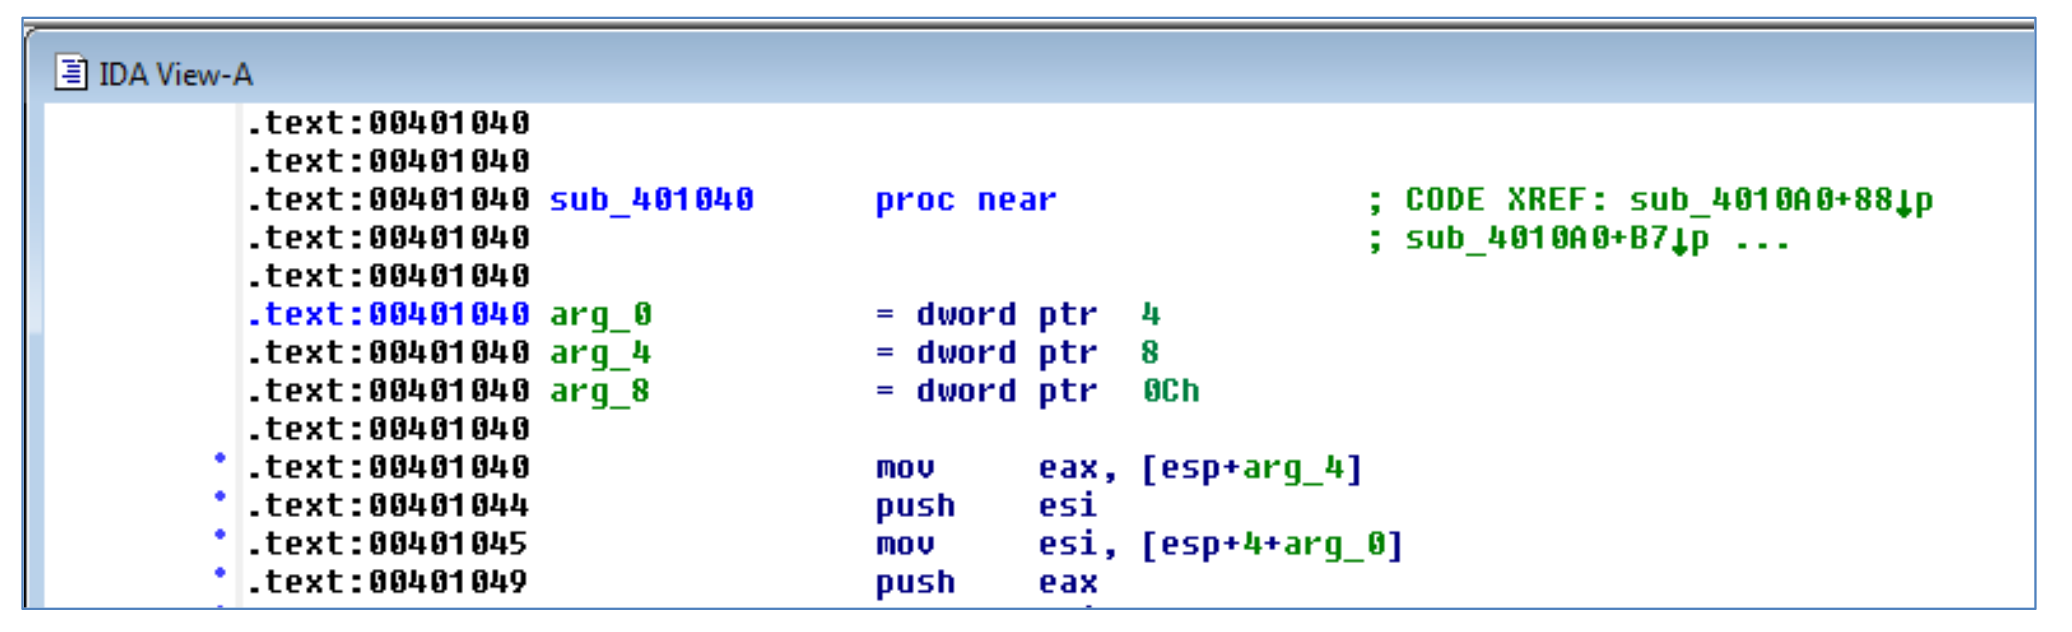 IDA View-A
.text:00401040
.text:00401040
.text:00401040 sub_401040 proc near ; CODE XREF: sub_4010A0+88↓p
.text:00401040 ; sub_4010A0+B7↓p ...
.text:00401040
.text:00401040 arg_0 = dword ptr 4
.text:00401040 arg_4 = dword ptr 8
.text:00401040 arg_8 = dword ptr 0Ch
.text:00401040
.text:00401040 mov eax, [esp+arg_4]
.text:00401044 push esi
.text:00401045 mov esi, [esp+4+arg_0]
.text:00401049 push eax